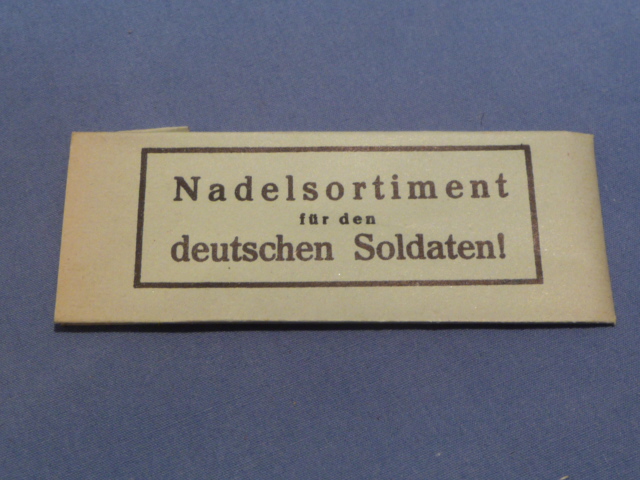 Nadelsortiment
für den
deutschen Soldaten!